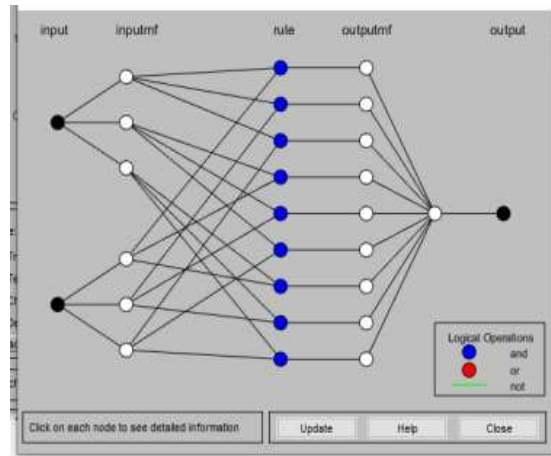 input inputmf rule outputmf output
Logical Operations
and
or
not
Click on each node to see detailed information
Update Help Close